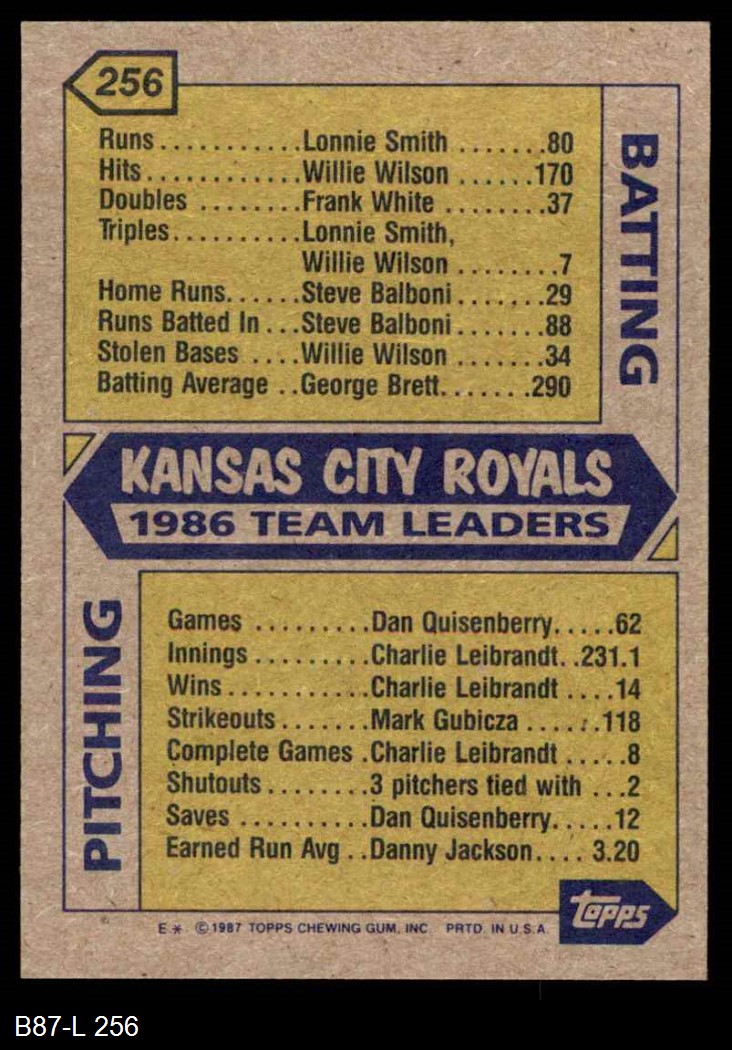 256
Runs...........Lonnie Smith .......80
Hits............Willie Wilson ......170
Doubles ........Frank White ........37
Triples..........Lonnie Smith,
Willie Wilson ........7
Home Runs......Steve Balboni .......29
Runs Batted In ...Steve Balboni .......88
Stolen Bases ....Willie Wilson .......34
Batting Average ..George Brett.......290
BATTING
KANSAS CITY ROYALS
1986 TEAM LEADERS
PITCHING
Games .........Dan Quisenberry.....62
Innings .........Charlie Leibrandt..231.1
Wins...........Charlie Leibrandt ....14
Strikeouts.......Mark Gubicza ......118
Complete Games .Charlie Leibrandt .....8
Shutouts........3 pitchers tied with ...2
Saves ..........Dan Quisenberry.....12
Earned Run Avg ..Danny Jackson.... 3.20
topps
E* ©1987 TOPPS CHEWING GUM, INC. PRTD. IN U.S.A.
B87-L 256